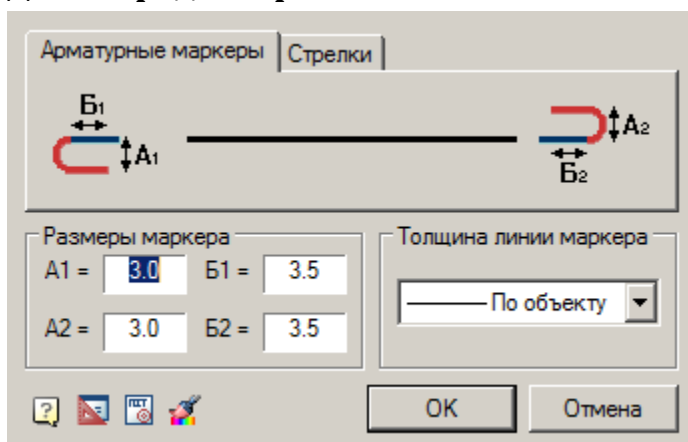 Арматурные маркеры Стрелки
Б1
А1
А2
Б2
Размеры маркера
А1 = 3.0 Б1 = 3.5
А2 = 3.0 Б2 = 3.5
Толщина линии маркера
По объекту
OK Отмена